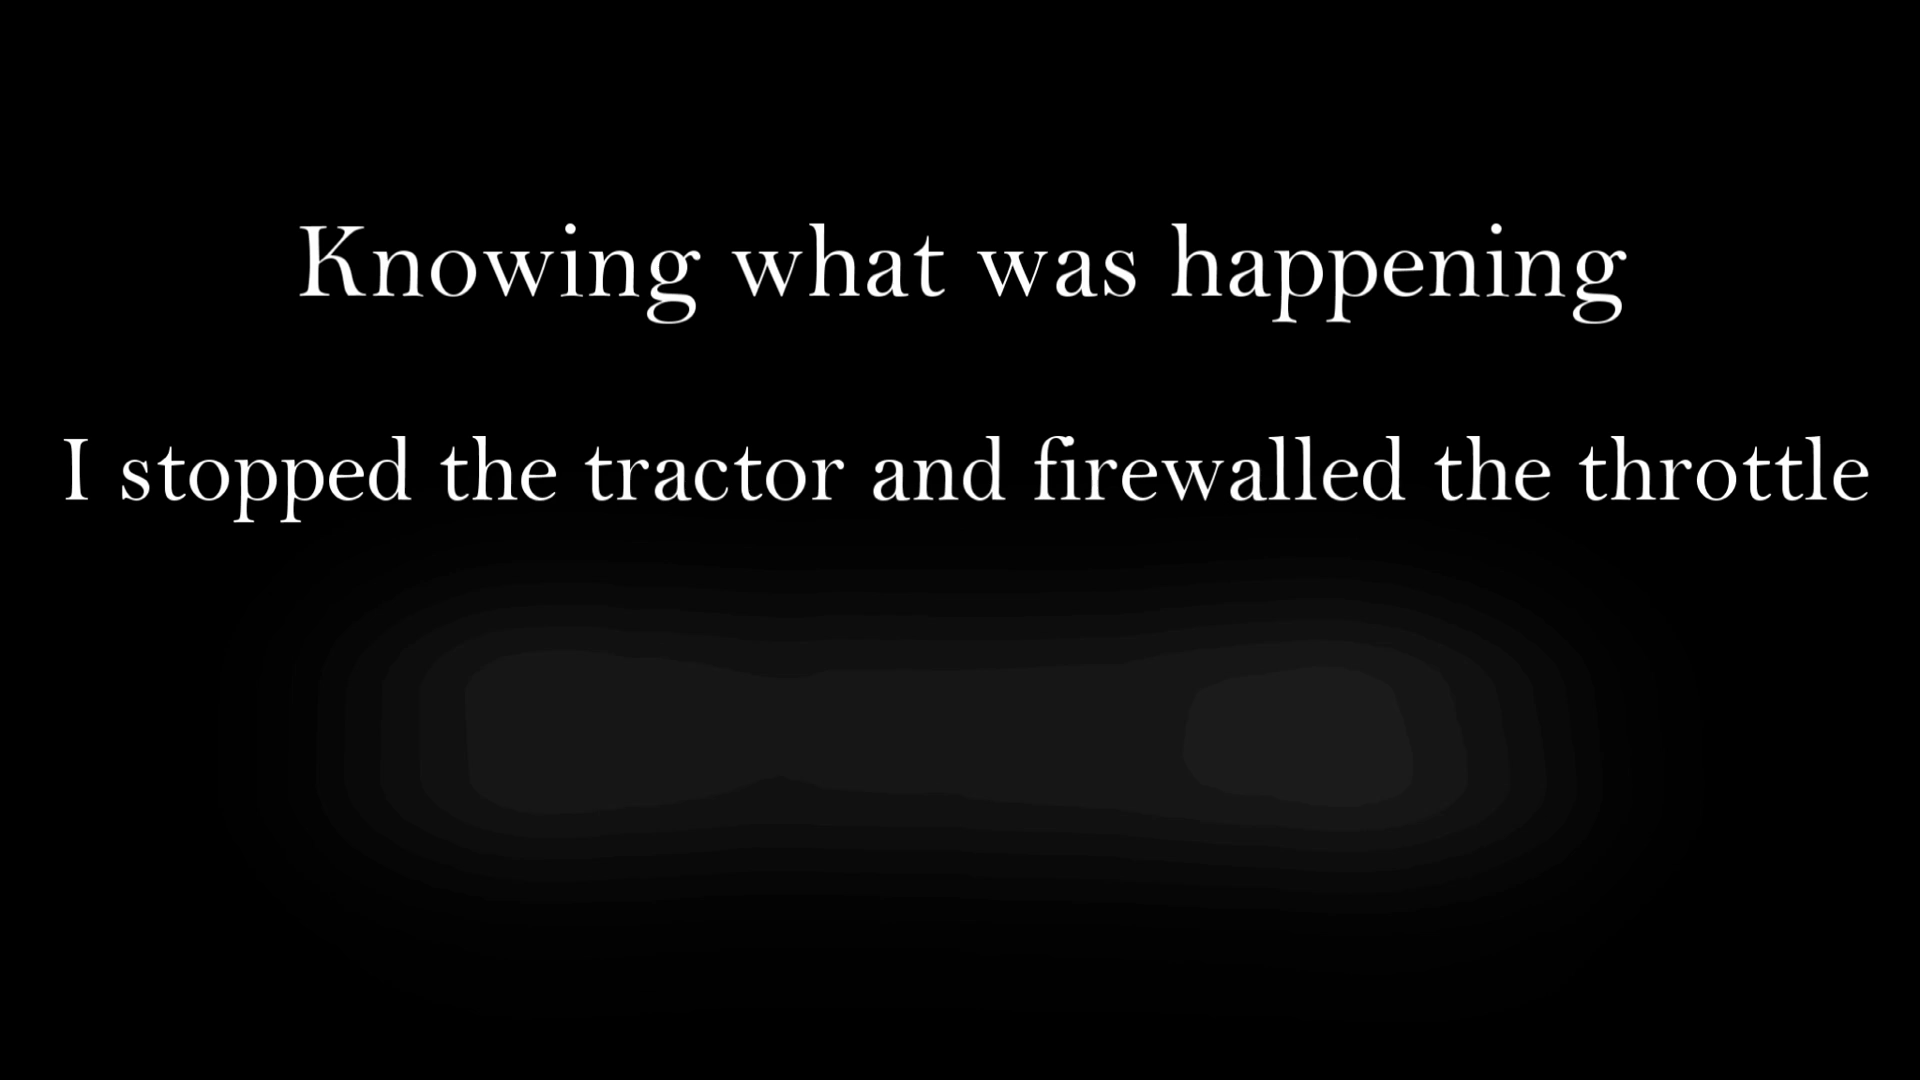 Knowing what was happening
I stopped the tractor and firewalled the throttle